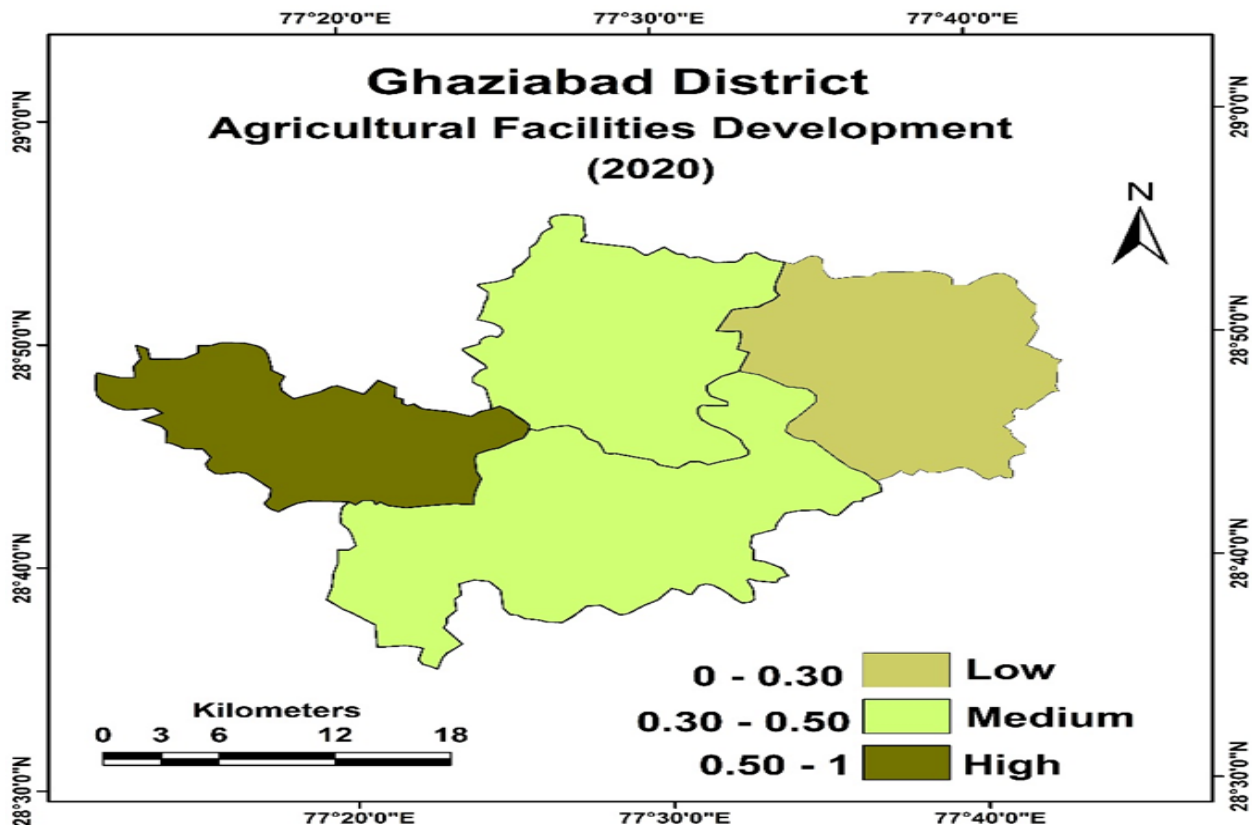 77°20'0"E 77°30'0"E 77°40'0"E
Ghaziabad District
Agricultural Facilities Development
(2020)
N
29°0'0"N 29°0'0"N
28°50'0"N 28°50'0"N
28°40'0"N 28°40'0"N
28°30'0"N 28°30'0"N
0 - 0.30 Low
0.30 - 0.50 Medium
0.50 - 1 High
Kilometers
0 3 6 12 18
77°20'0"E 77°30'0"E 77°40'0"E